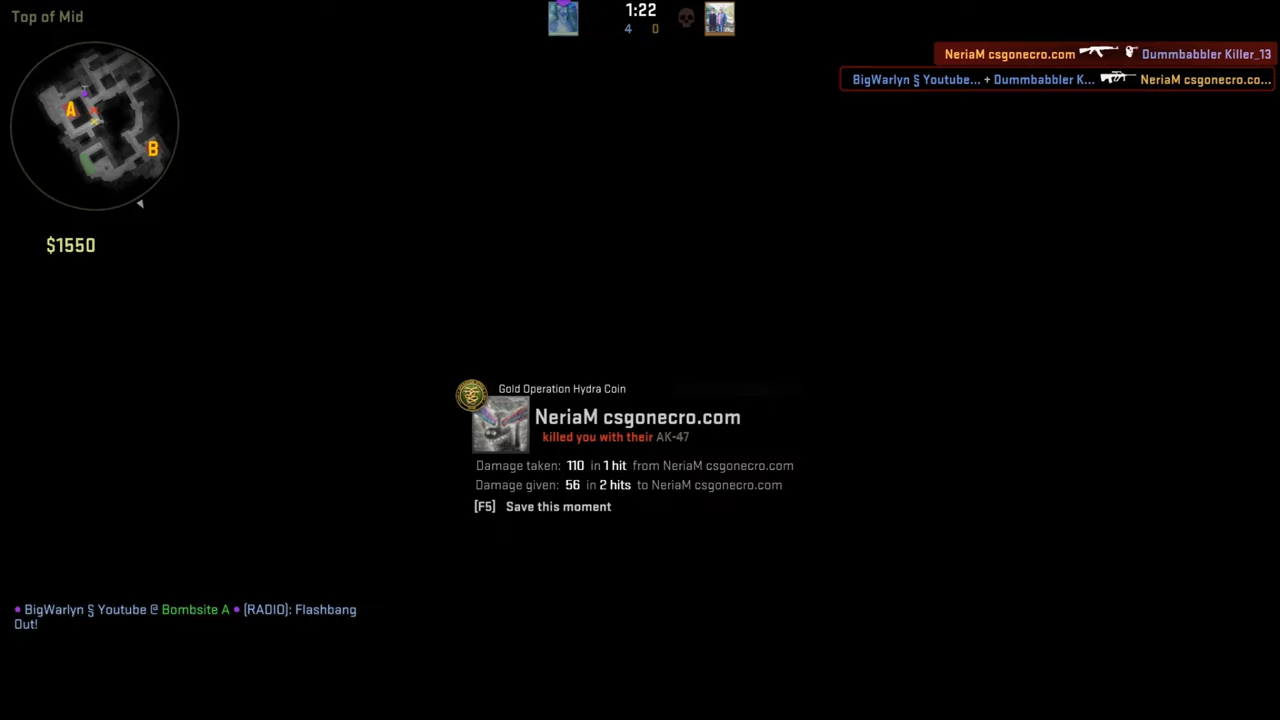 Top of Mid
1:22
4 0
NeriaM csgonecro.com Dummbabbler Killer_13
BigWarlyn § Youtube... + Dummbabbler K... NeriaM csgonecro.co...
A
B
$1550
Gold Operation Hydra Coin
NeriaM csgonecro.com
killed you with their AK-47
Damage taken: 110 in 1 hit from NeriaM csgonecro.com
Damage given: 56 in 2 hits to NeriaM csgonecro.com
[F5] Save this moment
• BigWarlyn § Youtube @ Bombsite A • (RADIO): Flashbang
Out!